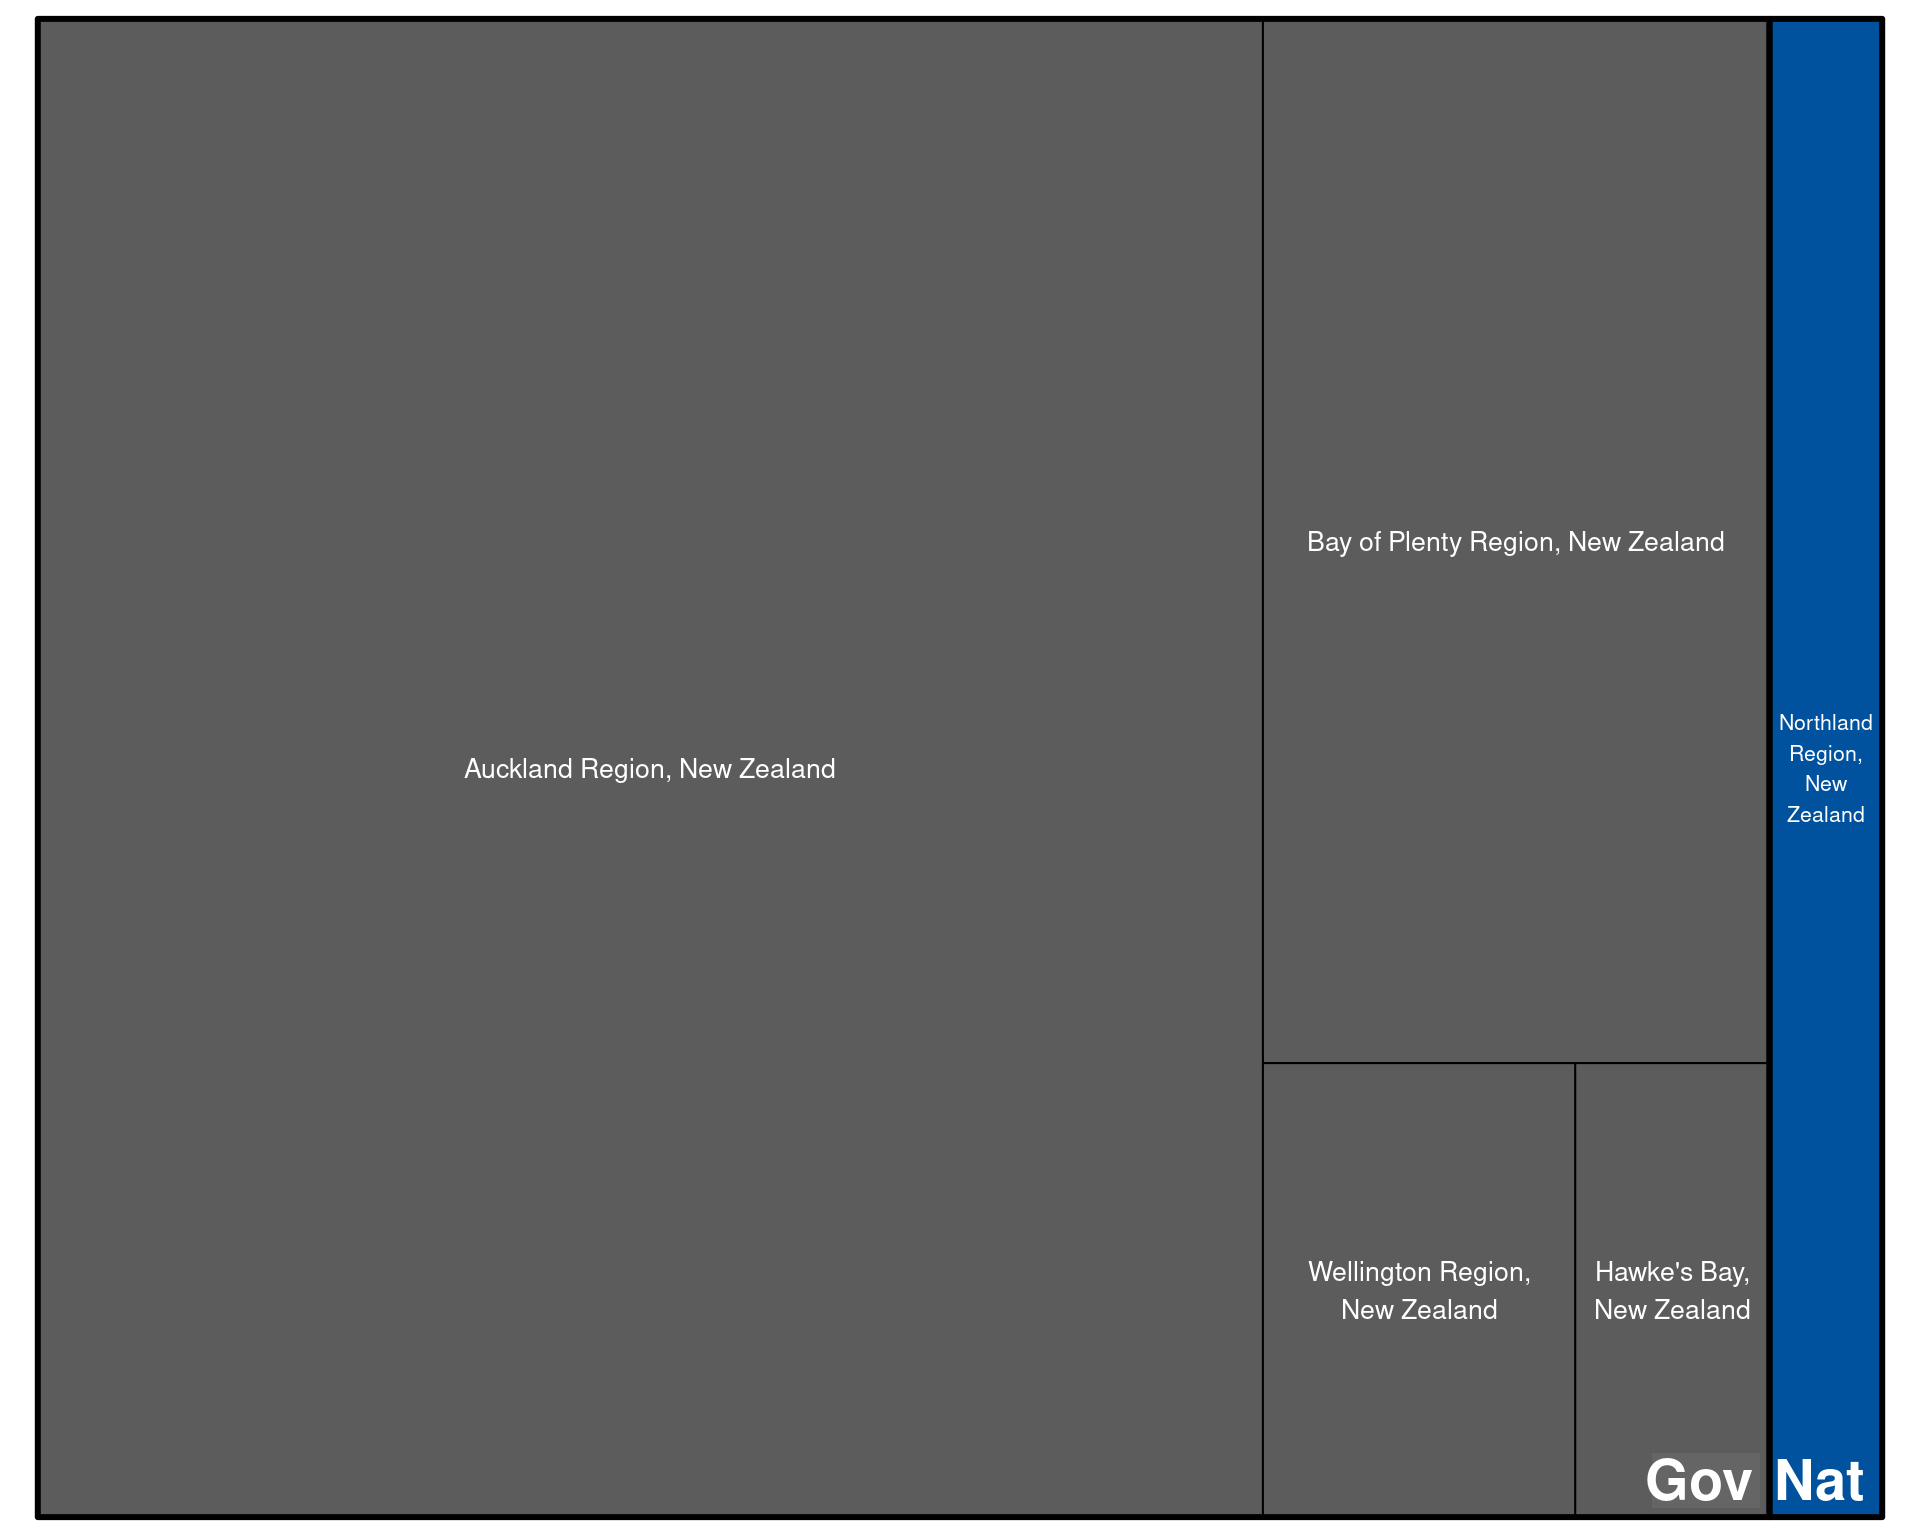 Auckland Region, New Zealand
Bay of Plenty Region, New Zealand
Northland
Region,
New
Zealand
Wellington Region,
New Zealand
Hawke's Bay,
New Zealand
Gov
Nat